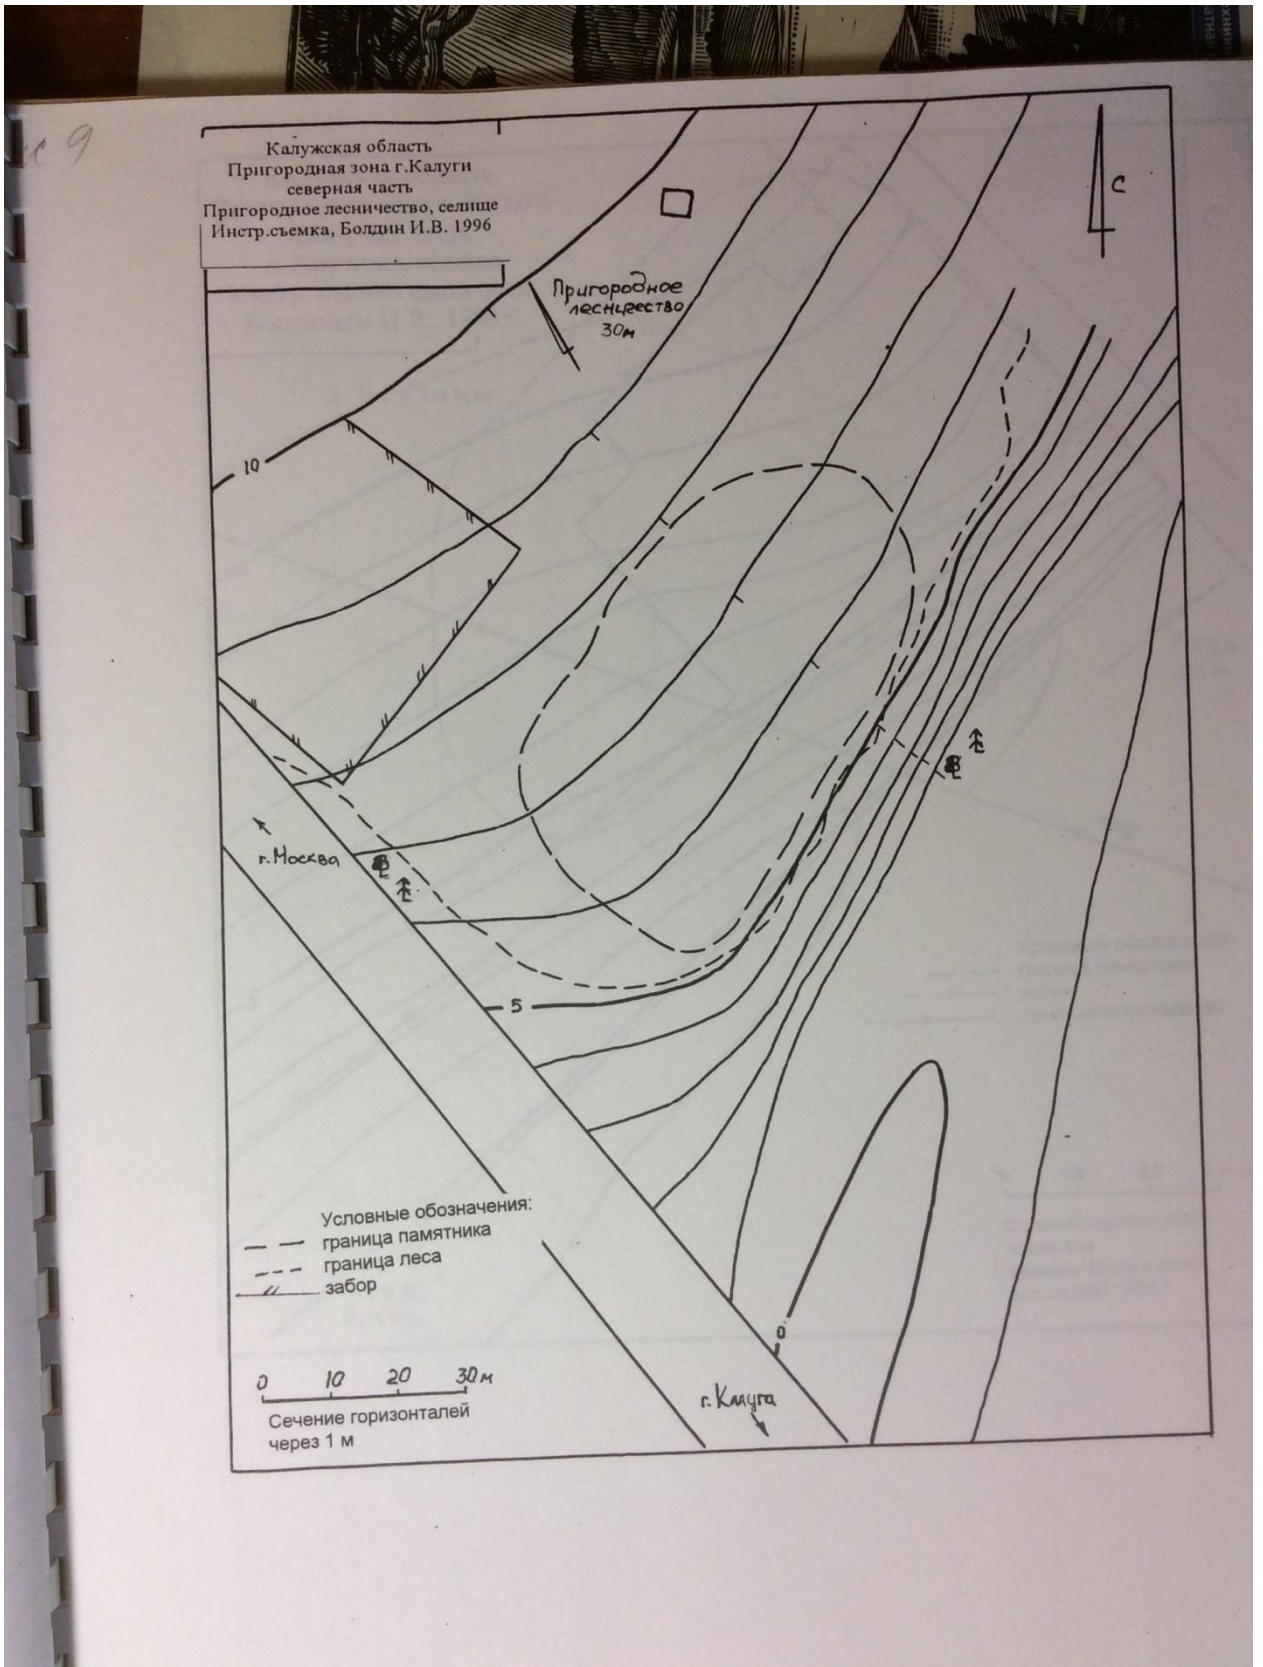 9
Калужская область
Пригородная зона г.Калуги
северная часть
Пригородное лесничество, селище
Инстр.съемка, Болдин И.В. 1996
С
Пригородное
лесничество
30м
10
г.Москва
5
Условные обозначения:
граница памятника
граница леса
забор
0 10 20 30м
Сечение горизонталей
через 1 м
0
г.Калуга